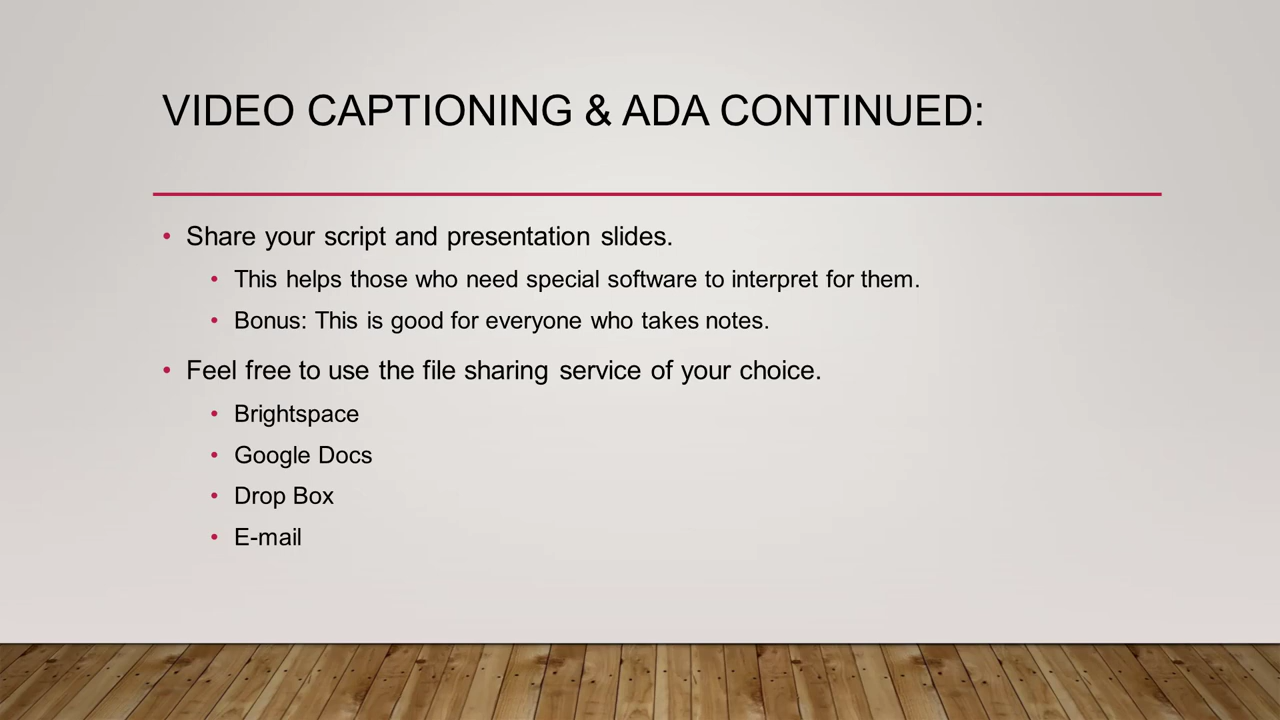 VIDEO CAPTIONING & ADA CONTINUED:
• Share your script and presentation slides.
• This helps those who need special software to interpret for them.
• Bonus: This is good for everyone who takes notes.
• Feel free to use the file sharing service of your choice.
• Brightspace
• Google Docs
• Drop Box
• E-mail